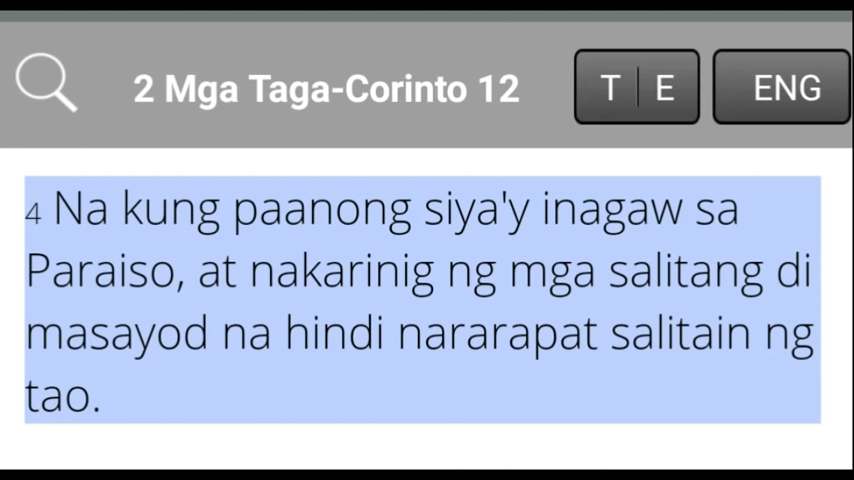 2 Mga Taga-Corinto 12
T E
ENG
4 Na kung paanong siya'y inagaw sa
Paraiso, at nakarinig ng mga salitang di
masayod na hindi nararapat salitain ng
tao.